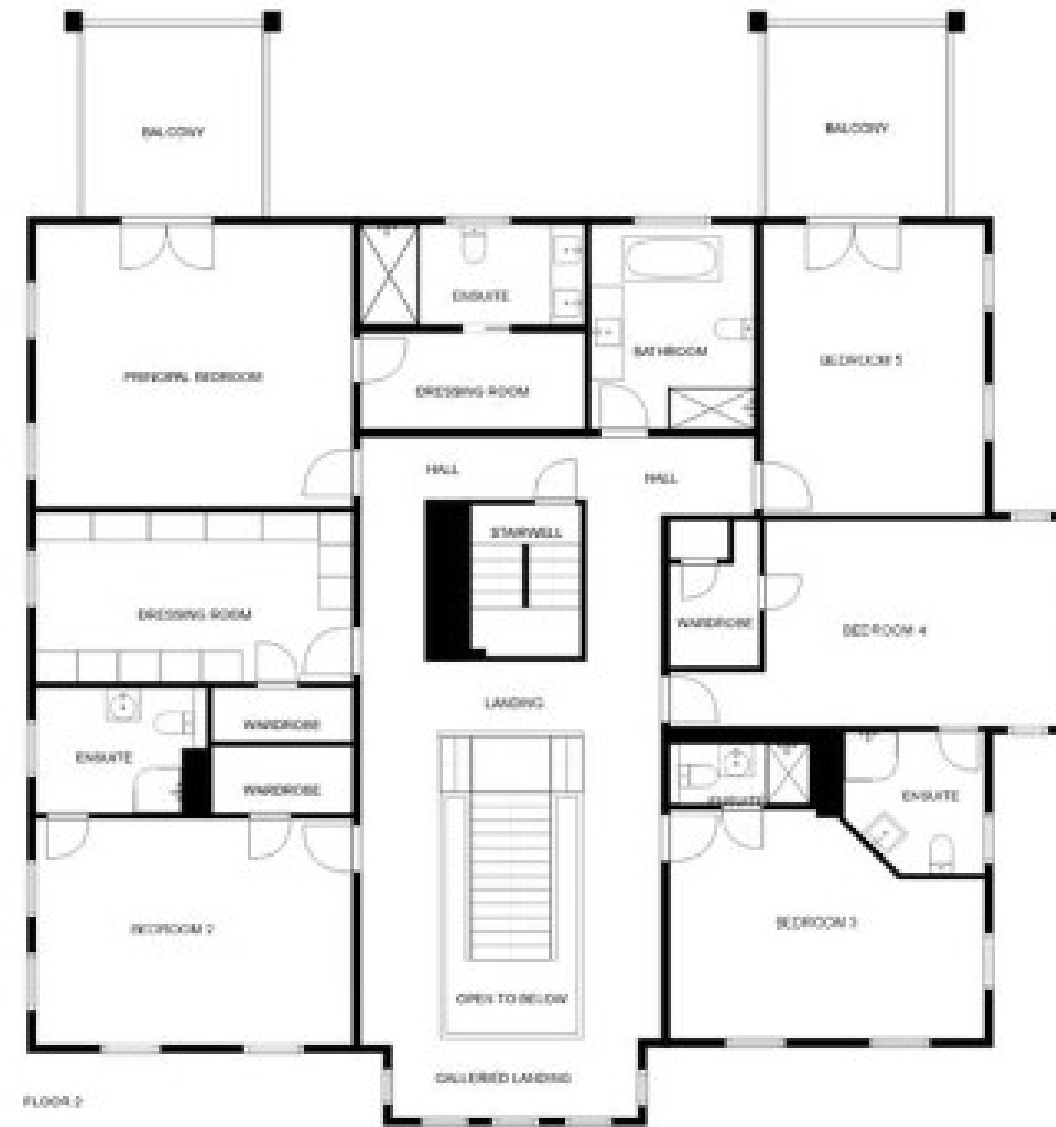 BALCONY
BALCONY
ENSUITE
PRINCIPAL BEDROOM
DRESSING ROOM
BATHROOM
BEDROOM 5
HALL
HALL
STAIRWELL
DRESSING ROOM
WARDROBE
BEDROOM 4
LANDING
WARDROBE
ENSUITE
WARDROBE
ENSUITE
ENSUITE
BEDROOM 2
BEDROOM 3
OPEN TO BELOW
GALLERIED LANDING
FLOOR 2